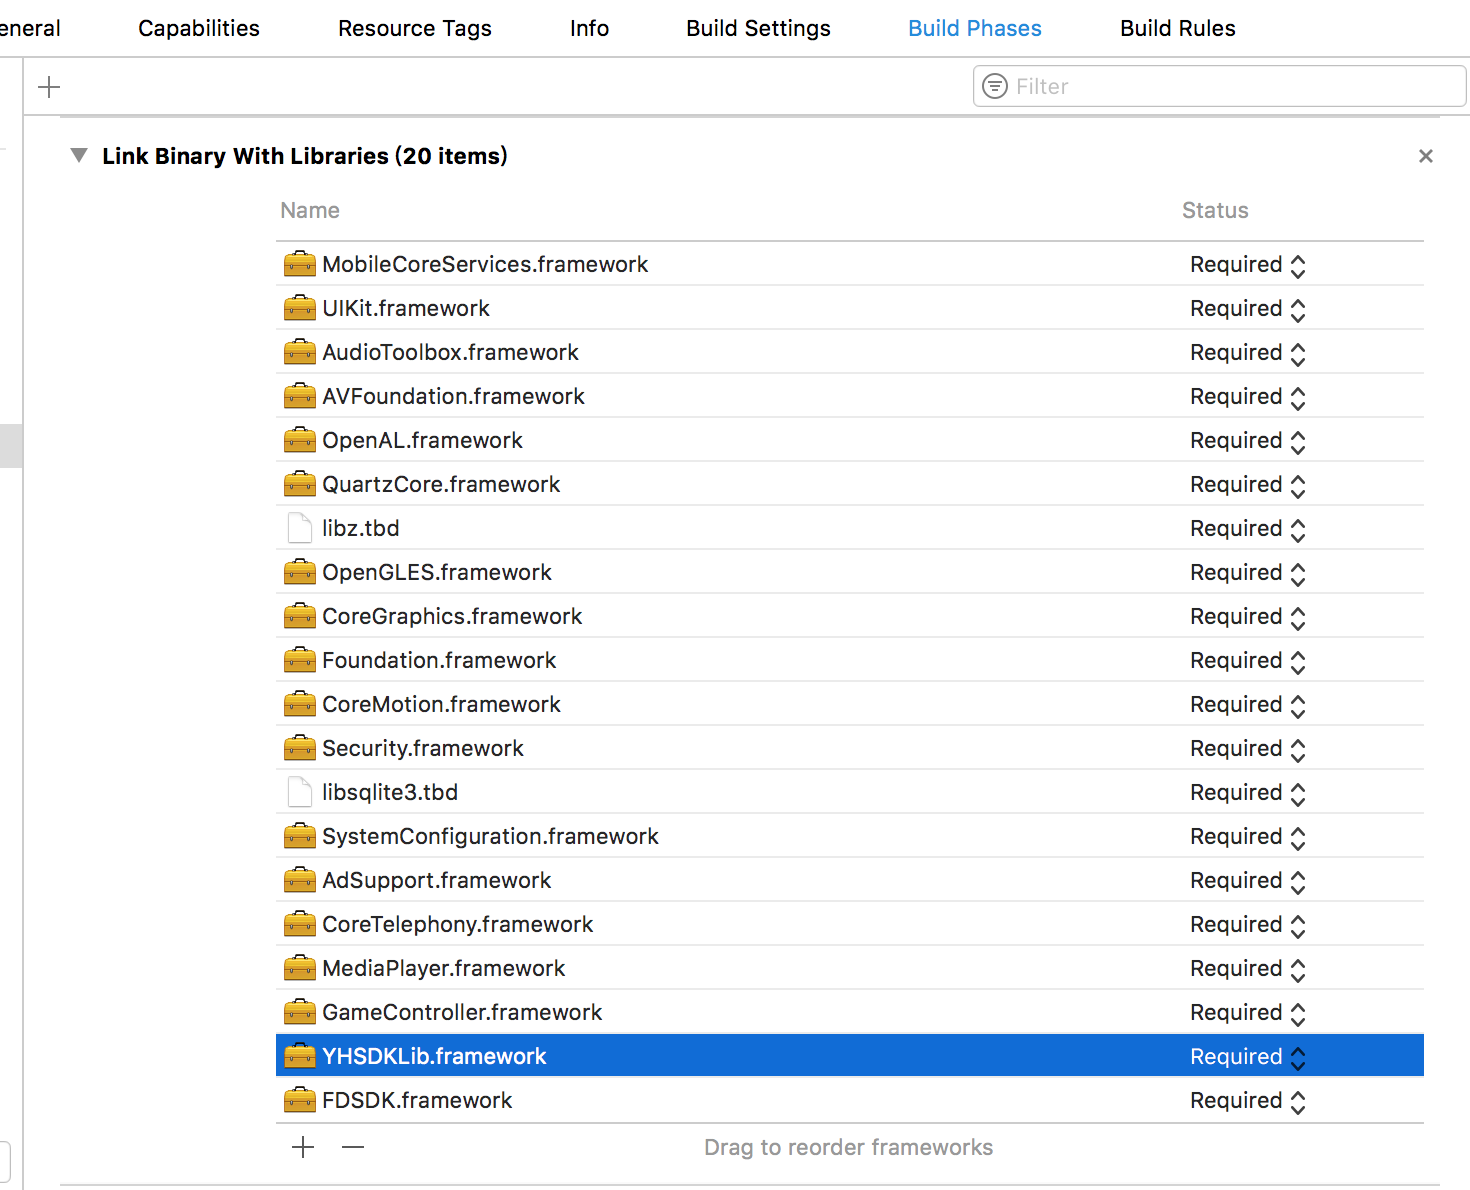 eneral Capabilities Resource Tags Info Build Settings Build Phases Build Rules
Filter
Link Binary With Libraries (20 items)
Name Status
MobileCoreServices.framework Required
UIKit.framework Required
AudioToolbox.framework Required
AVFoundation.framework Required
OpenAL.framework Required
QuartzCore.framework Required
libz.tbd Required
OpenGLES.framework Required
CoreGraphics.framework Required
Foundation.framework Required
CoreMotion.framework Required
Security.framework Required
libsqlite3.tbd Required
SystemConfiguration.framework Required
AdSupport.framework Required
CoreTelephony.framework Required
MediaPlayer.framework Required
GameController.framework Required
YHSDKLib.framework Required
FDSDK.framework Required
Drag to reorder frameworks